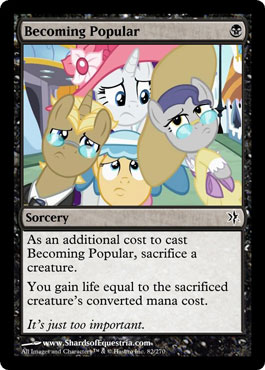 Becoming Popular
Sorcery
As an additional cost to cast
Becoming Popular, sacrifice a
creature.
You gain life equal to the sacrificed
creature's converted mana cost.
It's just too important.
www.ShardsofEquestria.com
All Images and Characters™ & © Hasbro Inc. 82/270